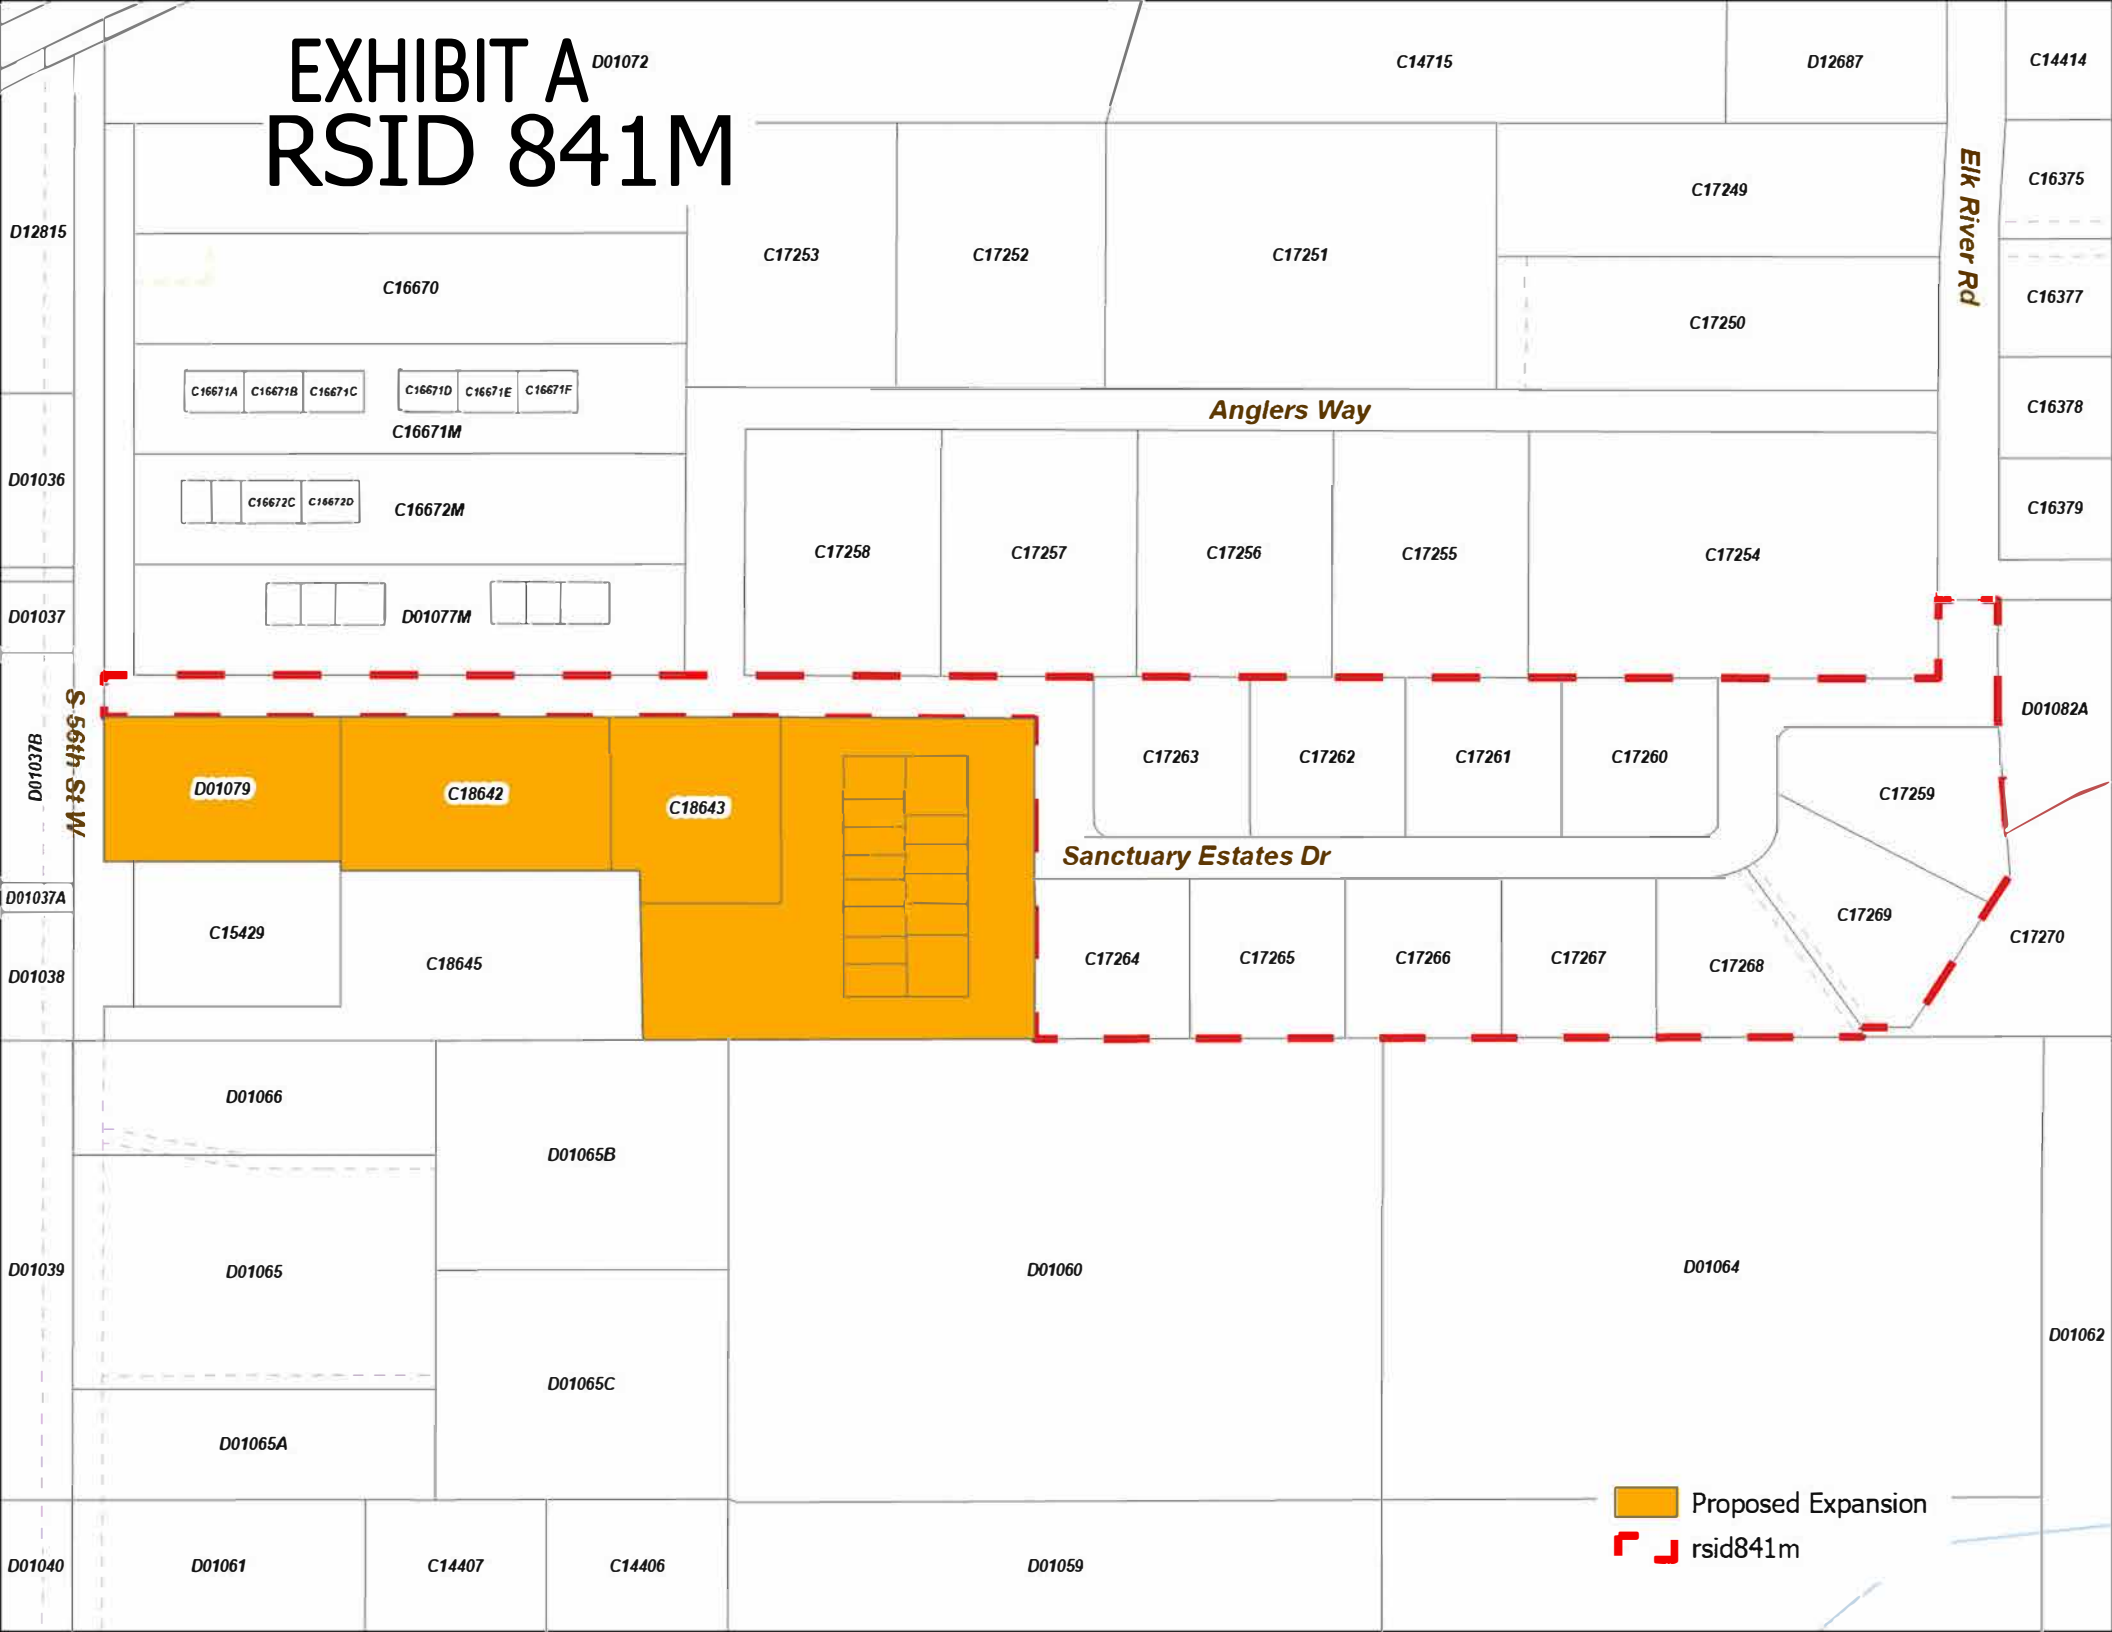 EXHIBIT A
RSID 841M
D01072
C14715
D12687
C14414
C16375
Elk River Rd
C17249
D12815
C17253
C17252
C17251
C16670
C16377
C17250
C16671A
C16671B
C16671C
C16671D
C16671E
C16671F
C16378
Anglers Way
C16671M
D01036
C16672C
C16672D
C16672M
C16379
C17258
C17257
C17256
C17255
C17254
D01037
D01077M
D01082A
S 56th St W
D01037B
D01079
C18642
C18643
C17263
C17262
C17261
C17260
C17259
Sanctuary Estates Dr
D01037A
C15429
C18645
C17269
C17270
D01038
C17264
C17265
C17266
C17267
C17268
D01066
D01065B
D01039
D01065
D01060
D01064
D01062
D01065C
D01065A
Proposed Expansion
rsid841m
D01040
D01061
C14407
C14406
D01059